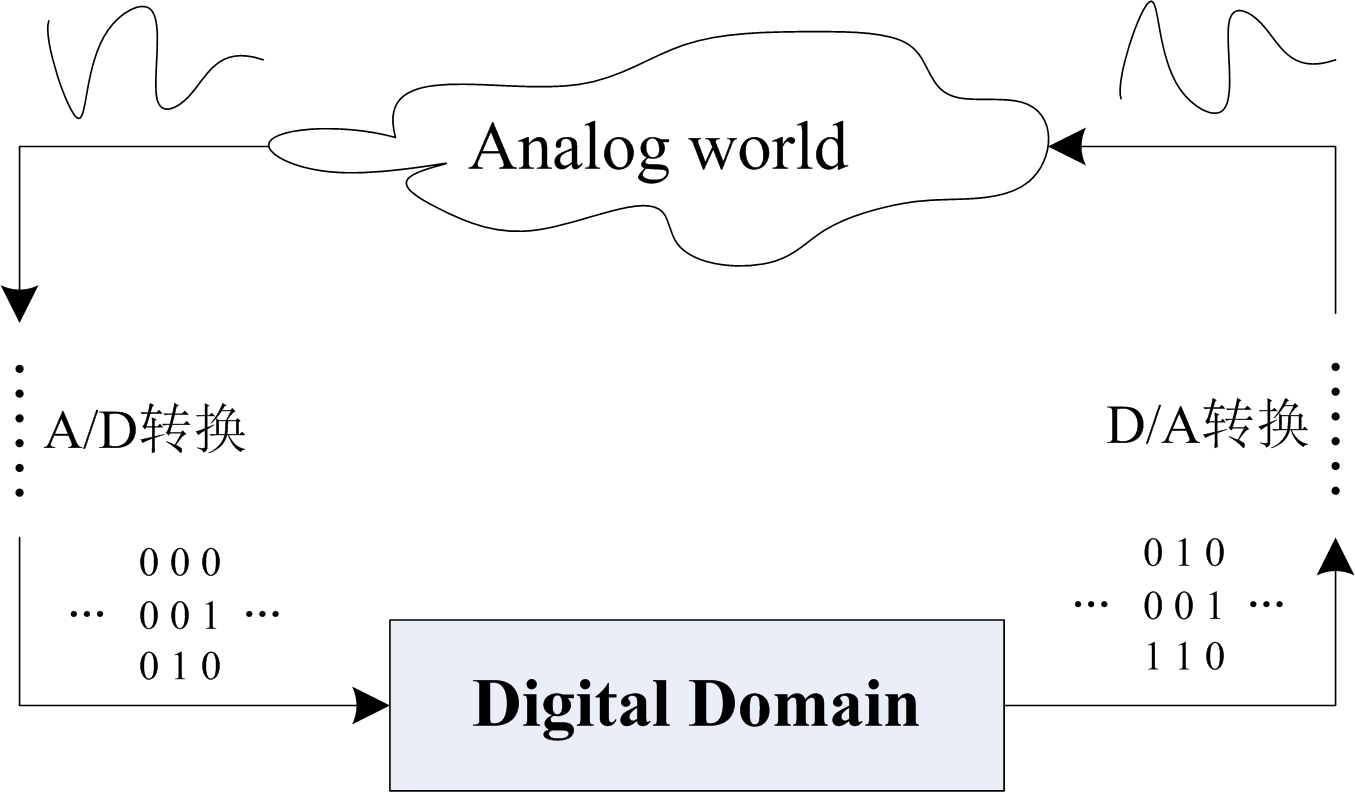 Analog world
A/D转换
D/A转换
0 0 0
… 0 0 1 …
0 1 0
0 1 0
… 0 0 1 …
1 1 0
Digital Domain